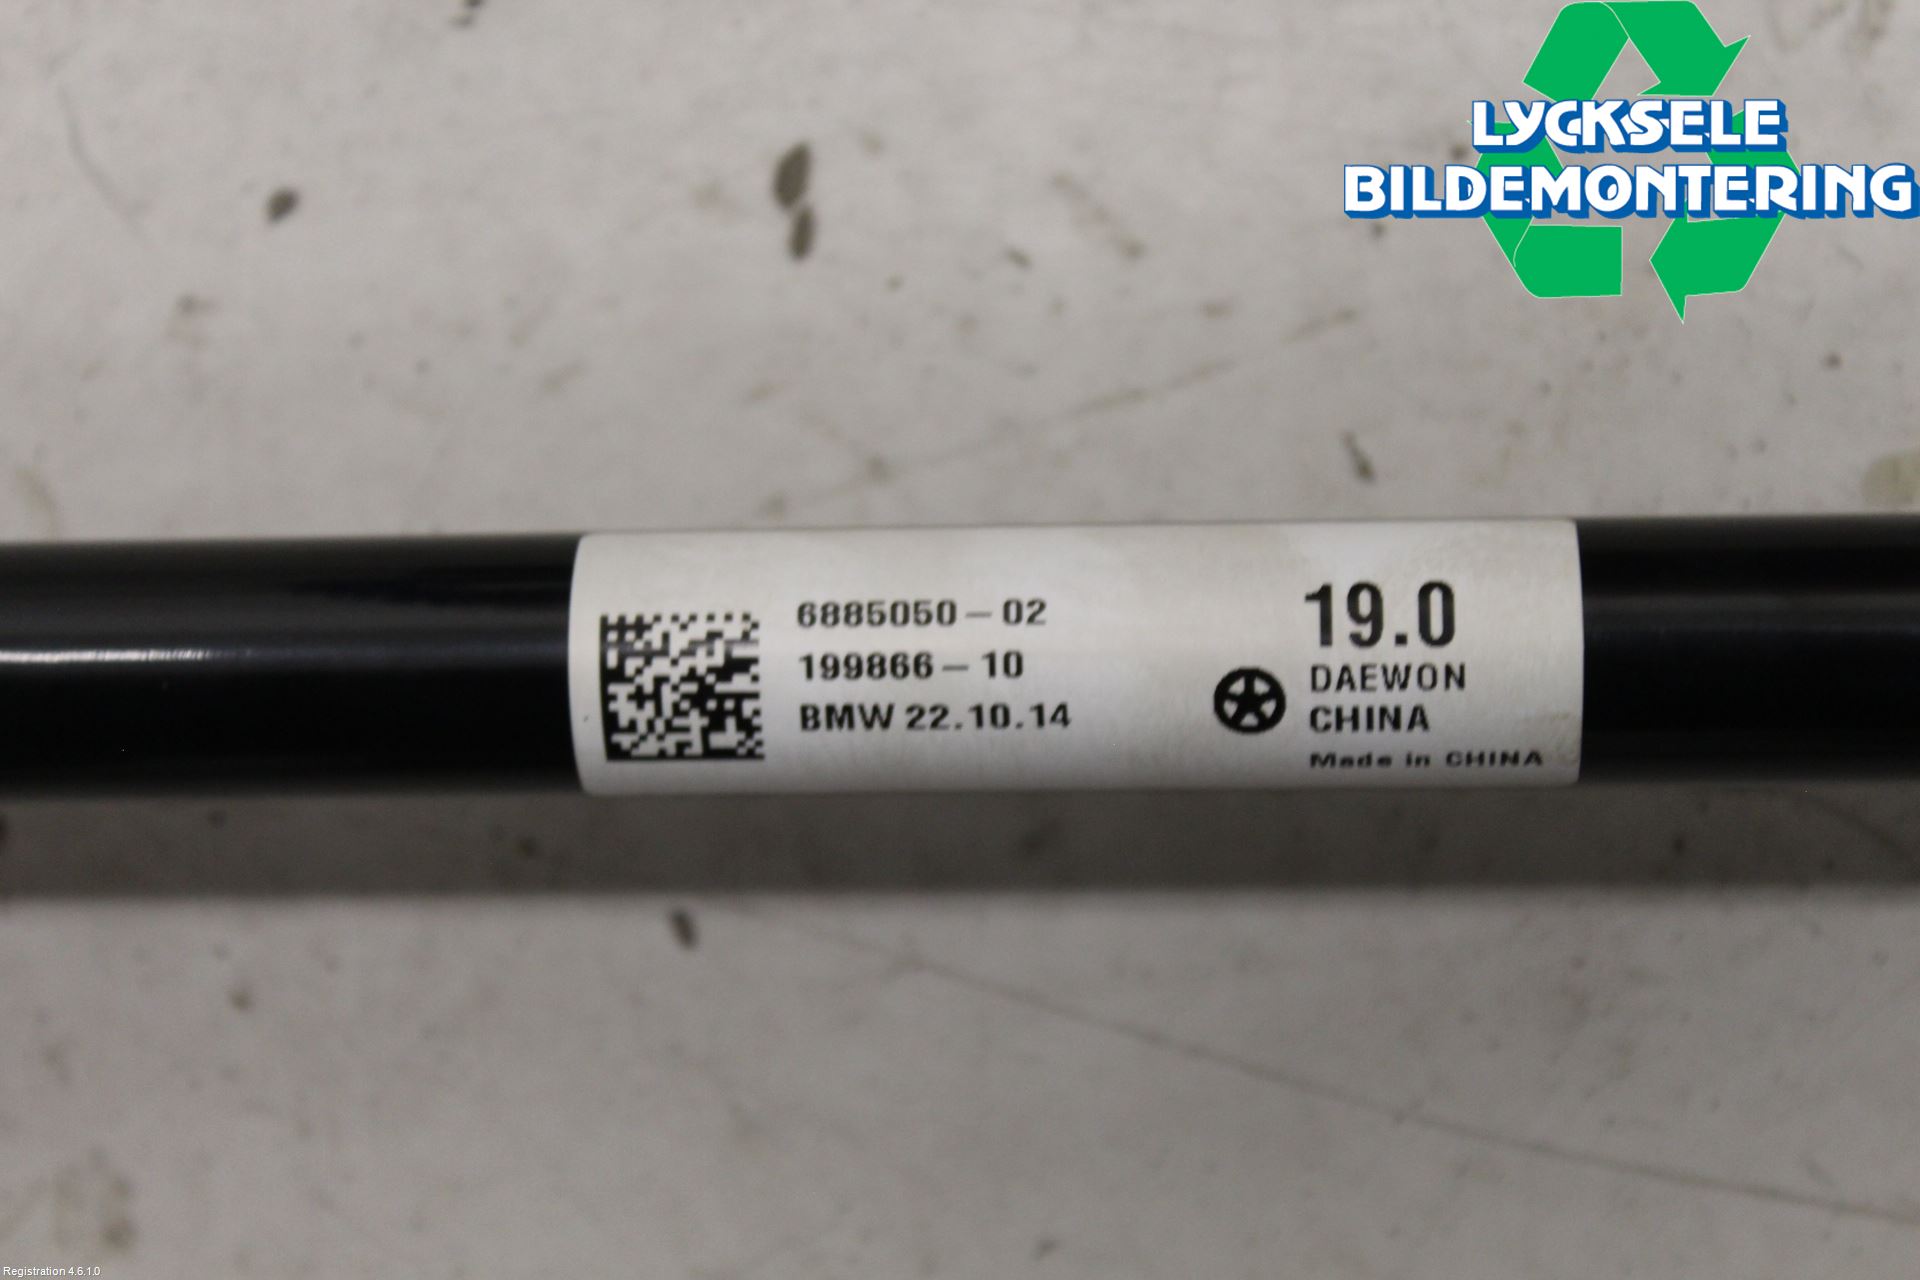 LYCKSELE
BILDEMONTERING
6885050-02
199866-10
BMW 22.10.14
19.0
DAEWON
CHINA
Made in CHINA
Registration 4.6.1.0